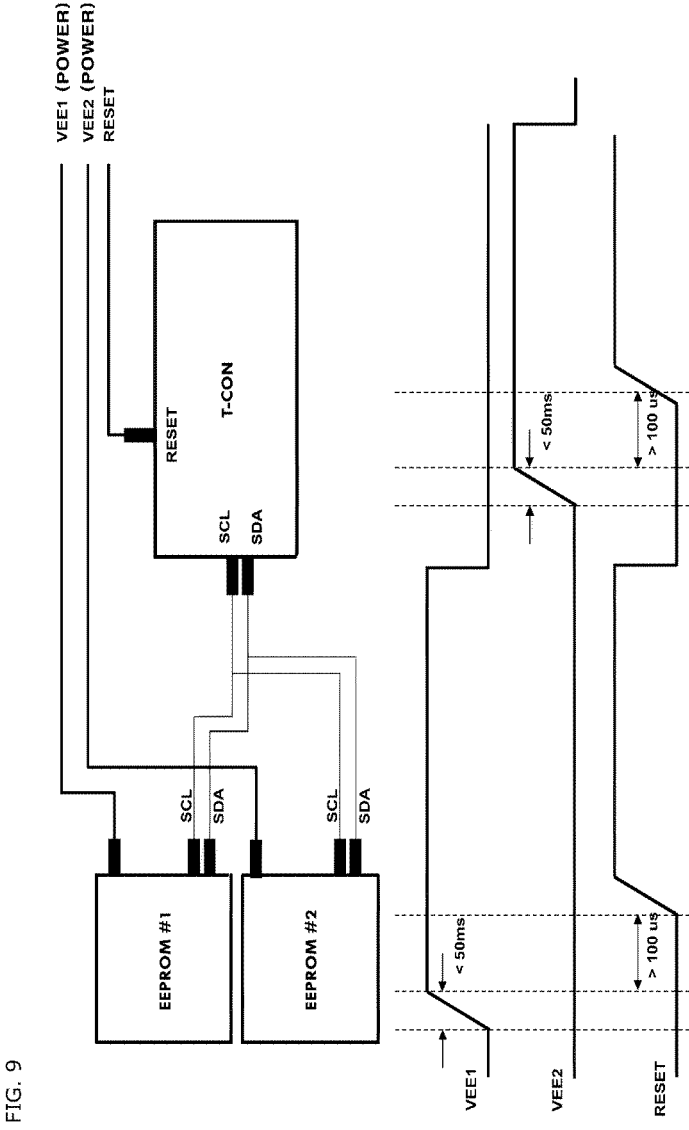 FIG. 9
VEE1 (POWER)
VEE2 (POWER)
RESET
RESET
T-CON
SCL
SDA
SCL
SDA
SCL
SDA
EEPROM #1
EEPROM #2
VEE1
< 50ms
VEE2
< 50ms
RESET
> 100 us
> 100 us